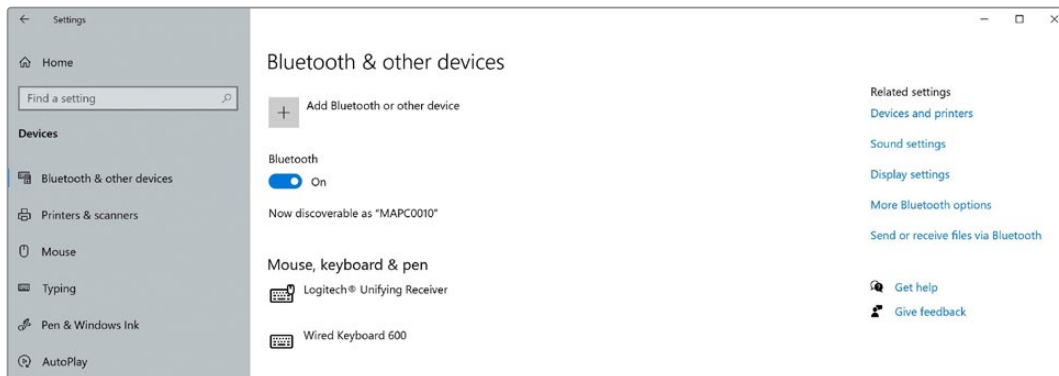 Settings
Home
Find a setting
Devices
Bluetooth & other devices
Printers & scanners
Mouse
Typing
Pen & Windows Ink
AutoPlay
Bluetooth & other devices
Add Bluetooth or other device
Bluetooth
On
Now discoverable as “MAPC0010”
Mouse, keyboard & pen
Logitech® Unifying Receiver
Wired Keyboard 600
Related settings
Devices and printers
Sound settings
Display settings
More Bluetooth options
Send or receive files via Bluetooth
Get help
Give feedback